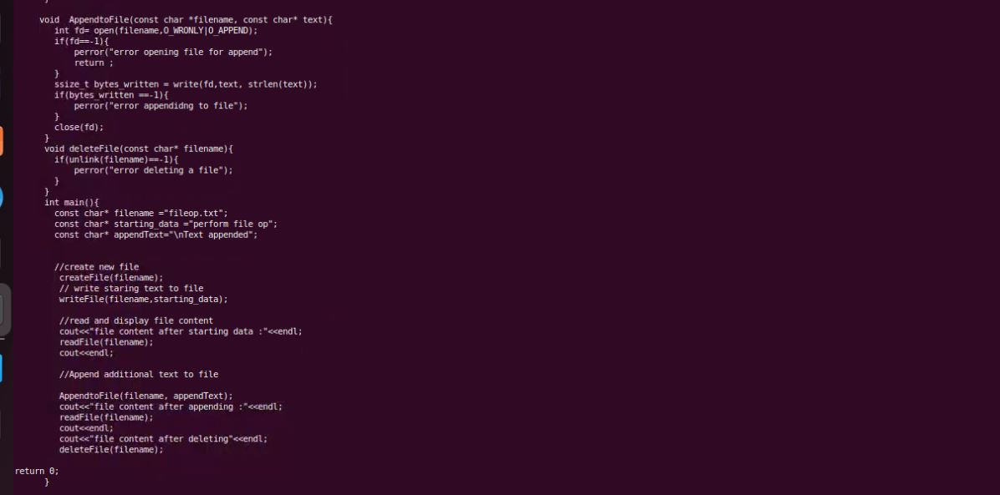 }
void  AppendtoFile(const char *filename, const char* text){
int fd= open(filename,O_WRONLY|O_APPEND);
if(fd==-1){
perror("error opening file for append");
return ;
}
ssize_t bytes_written = write(fd,text, strlen(text));
if(bytes_written ==-1){
perror("error appendidng to file");
}
close(fd);
}
void deleteFile(const char* filename){
if(unlink(filename)==-1){
perror("error deleting a file");
}
}
int main(){
const char* filename ="fileop.txt";
const char* starting_data ="perform file op";
const char* appendText="\nText appended";
//create new file
createFile(filename);
// write staring text to file
writeFile(filename,starting_data);
//read and display file content
cout<<"file content after starting data :"<<endl;
readFile(filename);
cout<<endl;
//Append additional text to file
AppendtoFile(filename, appendText);
cout<<"file content after appending :"<<endl;
readFile(filename);
cout<<endl;
cout<<"file content after deleting"<<endl;
deleteFile(filename);
return 0;
}